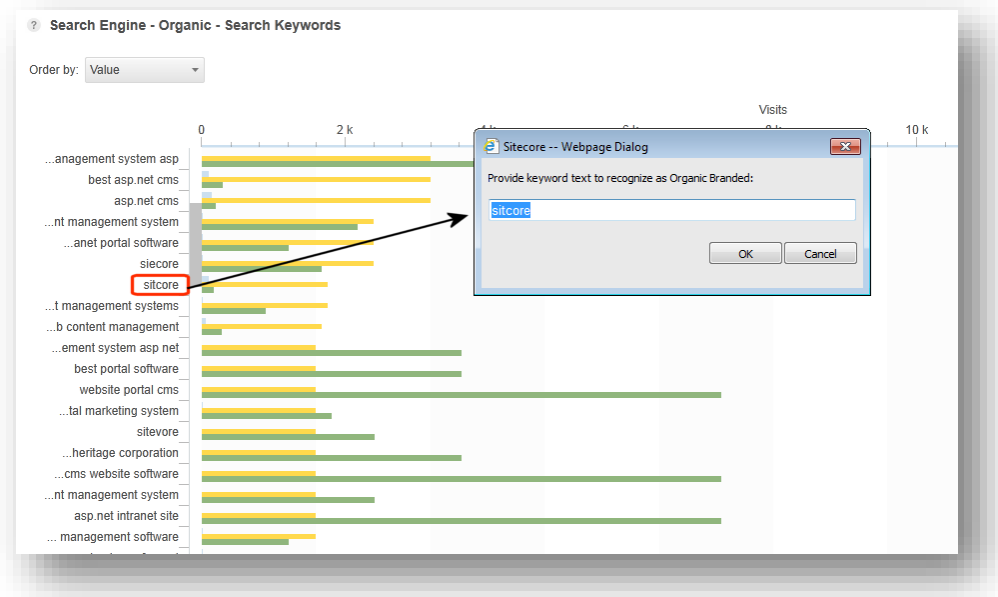 ? Search Engine - Organic - Search Keywords
Order by: Value
Visits
0 2 k 10 k
...anagement system asp
best asp.net cms
asp.net cms
...nt management system
...anet portal software
siecore
sitcore
...t management systems
...b content management
...ement system asp net
best portal software
website portal cms
...tal marketing system
sitevore
...heritage corporation
...cms website software
...nt management system
asp.net intranet site
... management software
Sitecore -- Webpage Dialog
Provide keyword text to recognize as Organic Branded:
sitcore
OK Cancel